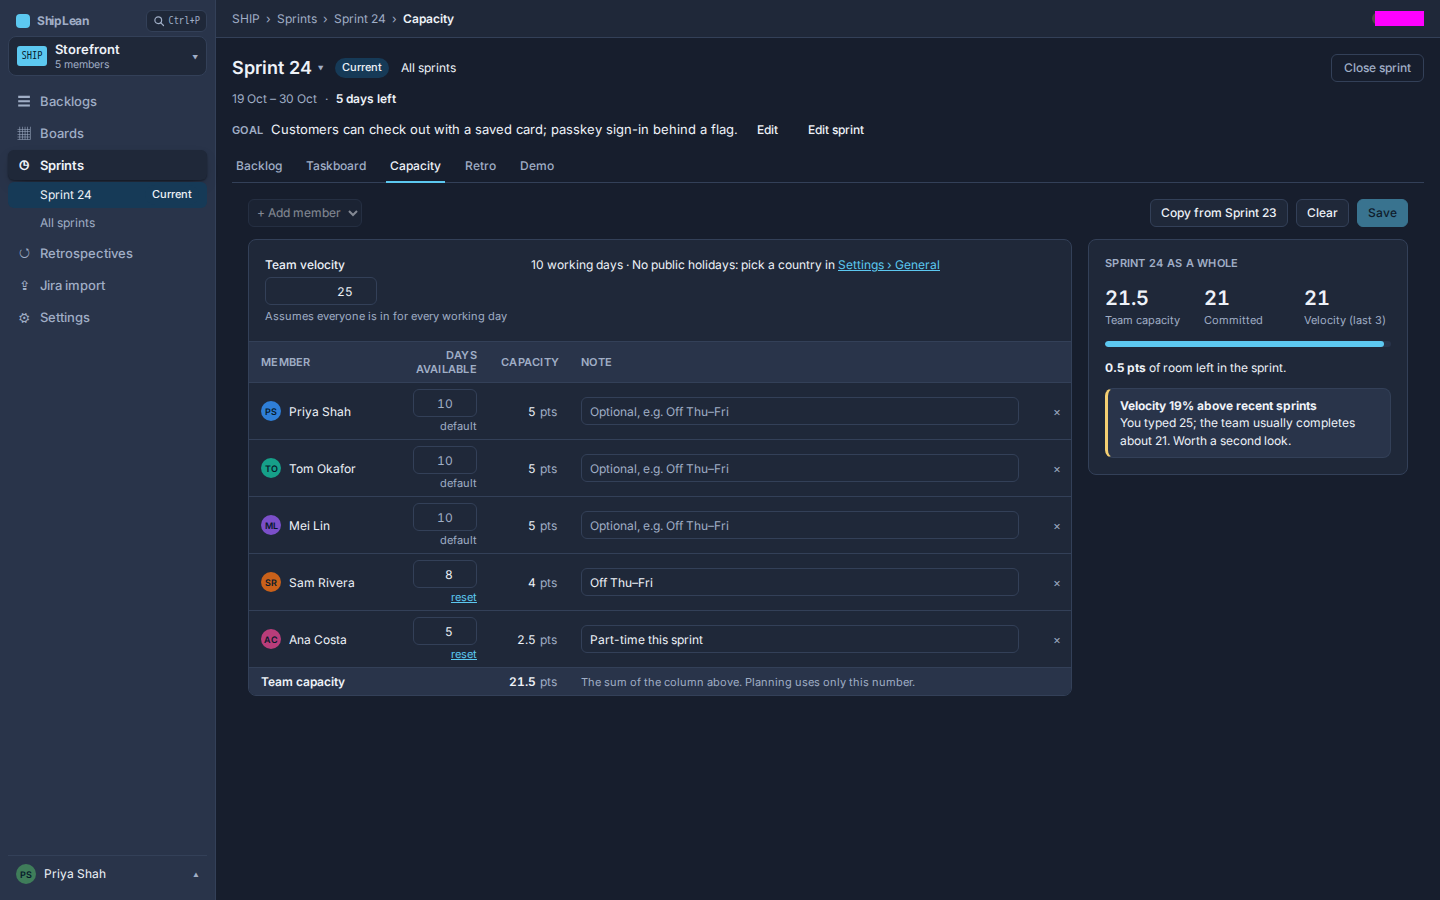 ShipLean
Ctrl+P
SHIP
Storefront
5 members
Backlogs
Boards
Sprints
Sprint 24
Current
All sprints
Retrospectives
Jira import
Settings
PS
Priya Shah
SHIP › Sprints › Sprint 24 › Capacity
Sprint 24
Current
All sprints
Close sprint
19 Oct – 30 Oct · 5 days left
GOAL Customers can check out with a saved card; passkey sign-in behind a flag. Edit Edit sprint
Backlog Taskboard Capacity Retro Demo
+ Add member
Copy from Sprint 23
Clear
Save
Team velocity
25
Assumes everyone is in for every working day
10 working days · No public holidays: pick a country in Settings › General
MEMBER DAYS AVAILABLE CAPACITY NOTE
PS Priya Shah 10 default 5 pts Optional, e.g. Off Thu–Fri ×
TO Tom Okafor 10 default 5 pts Optional, e.g. Off Thu–Fri ×
ML Mei Lin 10 default 5 pts Optional, e.g. Off Thu–Fri ×
SR Sam Rivera 8 reset 4 pts Off Thu–Fri ×
AC Ana Costa 5 reset 2.5 pts Part-time this sprint ×
Team capacity 21.5 pts The sum of the column above. Planning uses only this number.
SPRINT 24 AS A WHOLE
21.5 21 21
Team capacity Committed Velocity (last 3)
0.5 pts of room left in the sprint.
Velocity 19% above recent sprints
You typed 25; the team usually completes
about 21. Worth a second look.